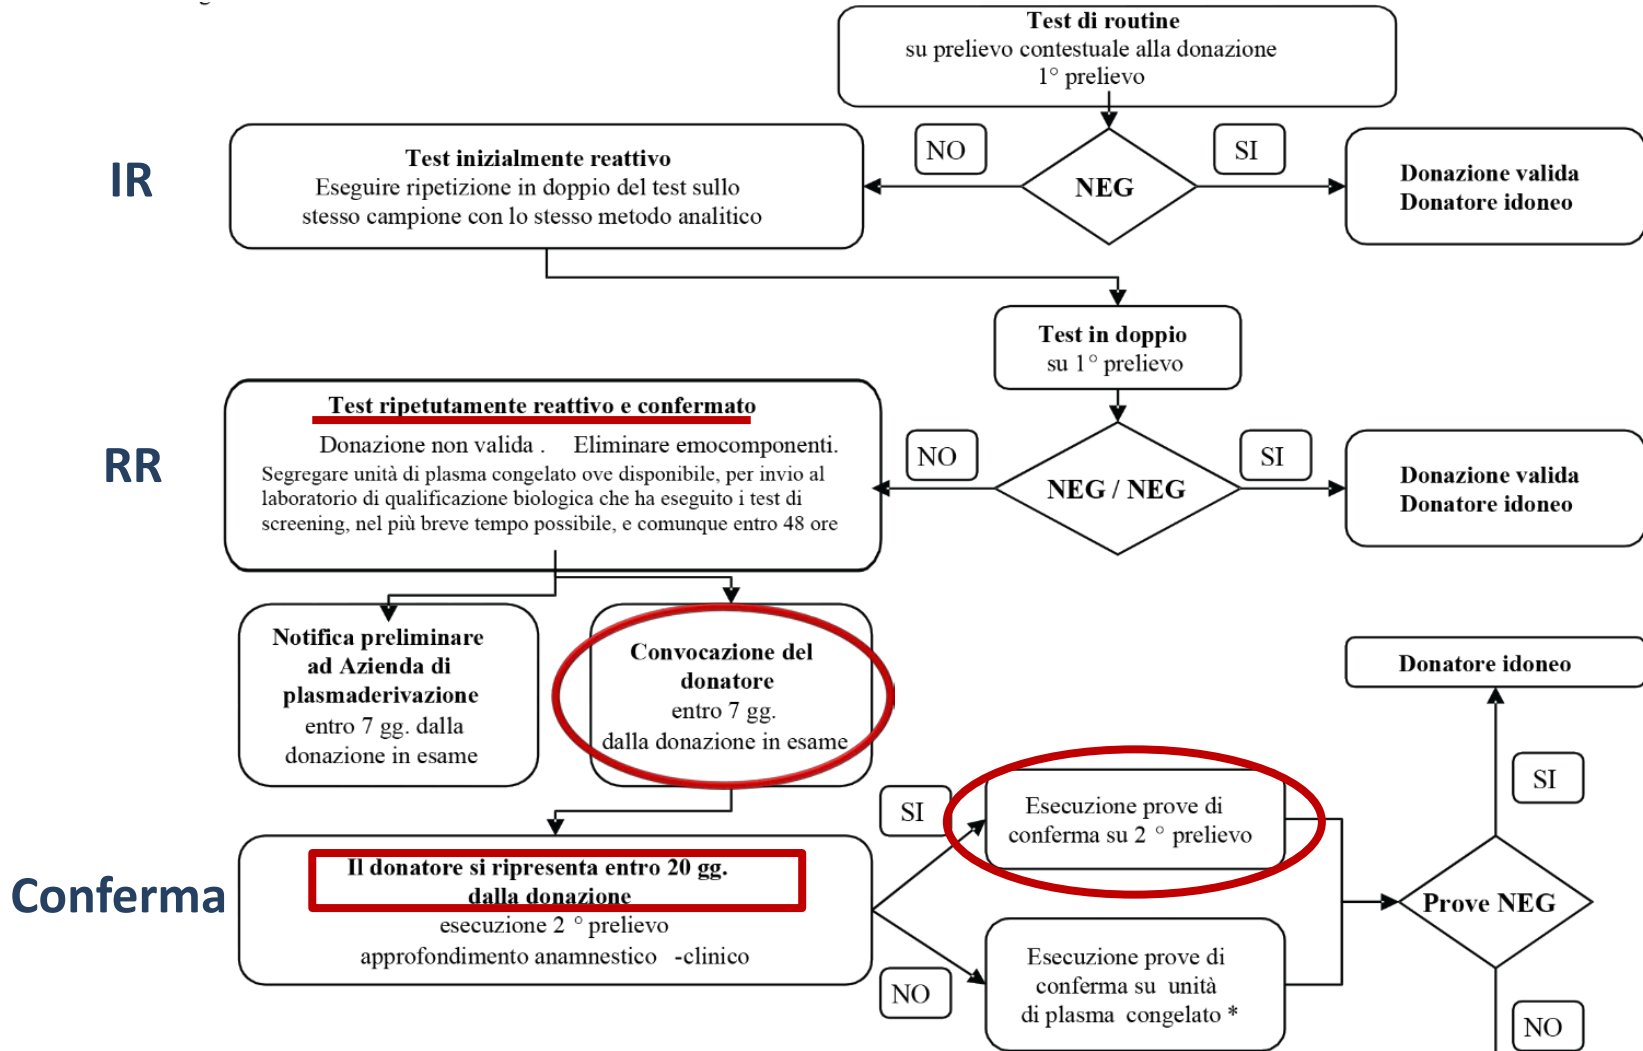 Test di routine
su prelievo contestuale alla donazione
1° prelievo
IR
Test inizialmente reattivo
Eseguire ripetizione in doppio del test sullo
stesso campione con lo stesso metodo analitico
NO
NEG
SI
Donazione valida
Donatore idoneo
Test in doppio
su 1° prelievo
RR
Test ripetutamente reattivo e confermato
Donazione non valida . Eliminare emocomponenti.
Segregare unità di plasma congelato ove disponibile, per invio al
laboratorio di qualificazione biologica che ha eseguito i test di
screening, nel più breve tempo possibile, e comunque entro 48 ore
NO
NEG / NEG
SI
Donazione valida
Donatore idoneo
Notifica preliminare
ad Azienda di
plasmaderivazione
entro 7 gg. dalla
donazione in esame
Convocazione del
donatore
entro 7 gg.
dalla donazione in esame
Donatore idoneo
SI
Conferma
Il donatore si ripresenta entro 20 gg.
dalla donazione
esecuzione 2 ° prelievo
approfondimento anamnestico -clinico
SI
Esecuzione prove di
conferma su 2 ° prelievo
NO
Esecuzione prove di
conferma su unità
di plasma congelato *
Prove NEG
NO